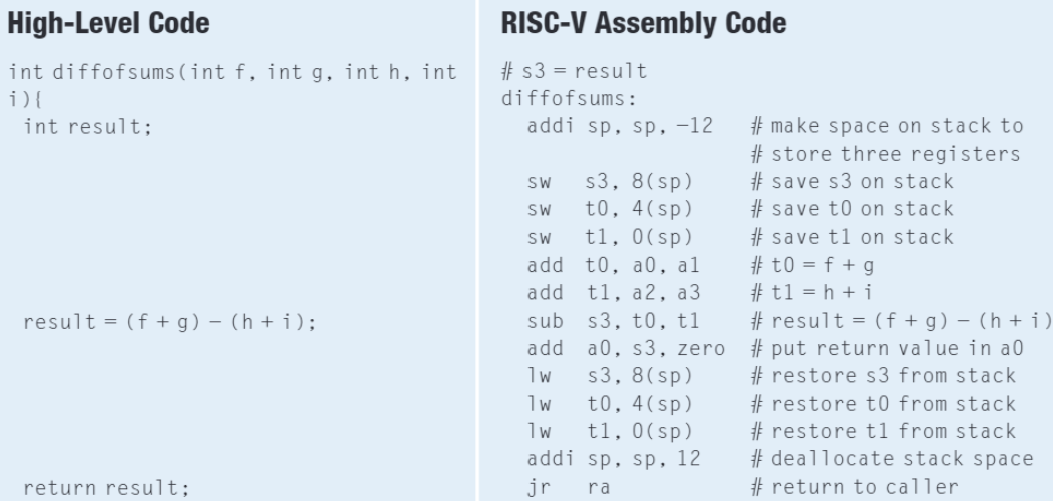 High-Level Code
int diffofsums(int f, int g, int h, int
i){
int result;
result = (f + g) − (h + i);
return result;
RISC-V Assembly Code
# s3 = result
diffofsums:
addi sp, sp, −12 # make space on stack to
# store three registers
sw s3, 8(sp) # save s3 on stack
sw t0, 4(sp) # save t0 on stack
sw t1, 0(sp) # save t1 on stack
add t0, a0, a1 # t0 = f + g
add t1, a2, a3 # t1 = h + i
sub s3, t0, t1 # result = (f + g) − (h + i)
add a0, s3, zero # put return value in a0
lw s3, 8(sp) # restore s3 from stack
lw t0, 4(sp) # restore t0 from stack
lw t1, 0(sp) # restore t1 from stack
addi sp, sp, 12 # deallocate stack space
jr ra # return to caller